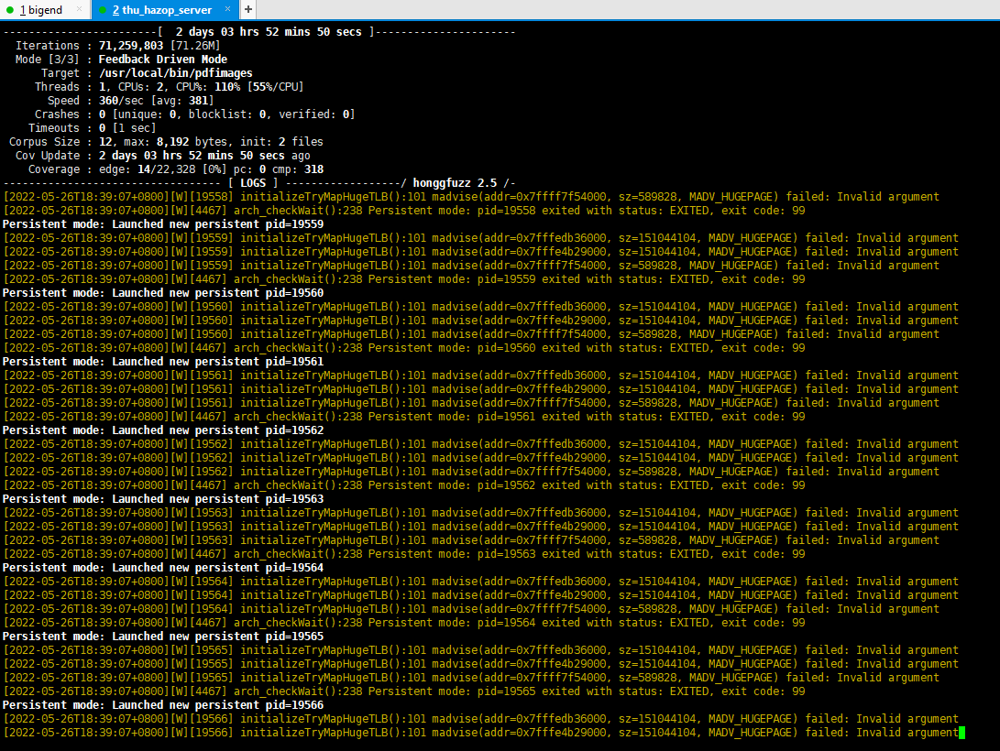 1 bigend × 2 thu_hazop_server × +
------------------------[  2 days 03 hrs 52 mins 50 secs ]----------------------
  Iterations : 71,259,803 [71.26M]
  Mode [3/3] : Feedback Driven Mode
      Target : /usr/local/bin/pdfimages
     Threads : 1, CPUs: 2, CPU%: 110% [55%/CPU]
       Speed : 360/sec [avg: 381]
     Crashes : 0 [unique: 0, blocklist: 0, verified: 0]
    Timeouts : 0 [1 sec]
 Corpus Size : 12, max: 8,192 bytes, init: 2 files
  Cov Update : 2 days 03 hrs 52 mins 50 secs ago
    Coverage : edge: 14/22,328 [0%] pc: 0 cmp: 318
---------------------------------- [ LOGS ] ------------------/ honggfuzz 2.5 /-
[2022-05-26T18:39:07+0800][W][19558] initializeTryMapHugeTLB():101 madvise(addr=0x7ffff7f54000, sz=589828, MADV_HUGEPAGE) failed: Invalid argument
[2022-05-26T18:39:07+0800][W][4467] arch_checkWait():238 Persistent mode: pid=19558 exited with status: EXITED, exit code: 99
Persistent mode: Launched new persistent pid=19559
[2022-05-26T18:39:07+0800][W][19559] initializeTryMapHugeTLB():101 madvise(addr=0x7fffedb36000, sz=151044104, MADV_HUGEPAGE) failed: Invalid argument
[2022-05-26T18:39:07+0800][W][19559] initializeTryMapHugeTLB():101 madvise(addr=0x7fffe4b29000, sz=151044104, MADV_HUGEPAGE) failed: Invalid argument
[2022-05-26T18:39:07+0800][W][19559] initializeTryMapHugeTLB():101 madvise(addr=0x7ffff7f54000, sz=589828, MADV_HUGEPAGE) failed: Invalid argument
[2022-05-26T18:39:07+0800][W][4467] arch_checkWait():238 Persistent mode: pid=19559 exited with status: EXITED, exit code: 99
Persistent mode: Launched new persistent pid=19560
[2022-05-26T18:39:07+0800][W][19560] initializeTryMapHugeTLB():101 madvise(addr=0x7fffedb36000, sz=151044104, MADV_HUGEPAGE) failed: Invalid argument
[2022-05-26T18:39:07+0800][W][19560] initializeTryMapHugeTLB():101 madvise(addr=0x7fffe4b29000, sz=151044104, MADV_HUGEPAGE) failed: Invalid argument
[2022-05-26T18:39:07+0800][W][19560] initializeTryMapHugeTLB():101 madvise(addr=0x7ffff7f54000, sz=589828, MADV_HUGEPAGE) failed: Invalid argument
[2022-05-26T18:39:07+0800][W][4467] arch_checkWait():238 Persistent mode: pid=19560 exited with status: EXITED, exit code: 99
Persistent mode: Launched new persistent pid=19561
[2022-05-26T18:39:07+0800][W][19561] initializeTryMapHugeTLB():101 madvise(addr=0x7fffedb36000, sz=151044104, MADV_HUGEPAGE) failed: Invalid argument
[2022-05-26T18:39:07+0800][W][19561] initializeTryMapHugeTLB():101 madvise(addr=0x7fffe4b29000, sz=151044104, MADV_HUGEPAGE) failed: Invalid argument
[2022-05-26T18:39:07+0800][W][19561] initializeTryMapHugeTLB():101 madvise(addr=0x7ffff7f54000, sz=589828, MADV_HUGEPAGE) failed: Invalid argument
[2022-05-26T18:39:07+0800][W][4467] arch_checkWait():238 Persistent mode: pid=19561 exited with status: EXITED, exit code: 99
Persistent mode: Launched new persistent pid=19562
[2022-05-26T18:39:07+0800][W][19562] initializeTryMapHugeTLB():101 madvise(addr=0x7fffedb36000, sz=151044104, MADV_HUGEPAGE) failed: Invalid argument
[2022-05-26T18:39:07+0800][W][19562] initializeTryMapHugeTLB():101 madvise(addr=0x7fffe4b29000, sz=151044104, MADV_HUGEPAGE) failed: Invalid argument
[2022-05-26T18:39:07+0800][W][19562] initializeTryMapHugeTLB():101 madvise(addr=0x7ffff7f54000, sz=589828, MADV_HUGEPAGE) failed: Invalid argument
[2022-05-26T18:39:07+0800][W][4467] arch_checkWait():238 Persistent mode: pid=19562 exited with status: EXITED, exit code: 99
Persistent mode: Launched new persistent pid=19563
[2022-05-26T18:39:07+0800][W][19563] initializeTryMapHugeTLB():101 madvise(addr=0x7fffedb36000, sz=151044104, MADV_HUGEPAGE) failed: Invalid argument
[2022-05-26T18:39:07+0800][W][19563] initializeTryMapHugeTLB():101 madvise(addr=0x7fffe4b29000, sz=151044104, MADV_HUGEPAGE) failed: Invalid argument
[2022-05-26T18:39:07+0800][W][19563] initializeTryMapHugeTLB():101 madvise(addr=0x7ffff7f54000, sz=589828, MADV_HUGEPAGE) failed: Invalid argument
[2022-05-26T18:39:07+0800][W][4467] arch_checkWait():238 Persistent mode: pid=19563 exited with status: EXITED, exit code: 99
Persistent mode: Launched new persistent pid=19564
[2022-05-26T18:39:07+0800][W][19564] initializeTryMapHugeTLB():101 madvise(addr=0x7fffedb36000, sz=151044104, MADV_HUGEPAGE) failed: Invalid argument
[2022-05-26T18:39:07+0800][W][19564] initializeTryMapHugeTLB():101 madvise(addr=0x7fffe4b29000, sz=151044104, MADV_HUGEPAGE) failed: Invalid argument
[2022-05-26T18:39:07+0800][W][19564] initializeTryMapHugeTLB():101 madvise(addr=0x7ffff7f54000, sz=589828, MADV_HUGEPAGE) failed: Invalid argument
[2022-05-26T18:39:07+0800][W][4467] arch_checkWait():238 Persistent mode: pid=19564 exited with status: EXITED, exit code: 99
Persistent mode: Launched new persistent pid=19565
[2022-05-26T18:39:07+0800][W][19565] initializeTryMapHugeTLB():101 madvise(addr=0x7fffedb36000, sz=151044104, MADV_HUGEPAGE) failed: Invalid argument
[2022-05-26T18:39:07+0800][W][19565] initializeTryMapHugeTLB():101 madvise(addr=0x7fffe4b29000, sz=151044104, MADV_HUGEPAGE) failed: Invalid argument
[2022-05-26T18:39:07+0800][W][19565] initializeTryMapHugeTLB():101 madvise(addr=0x7ffff7f54000, sz=589828, MADV_HUGEPAGE) failed: Invalid argument
[2022-05-26T18:39:07+0800][W][4467] arch_checkWait():238 Persistent mode: pid=19565 exited with status: EXITED, exit code: 99
Persistent mode: Launched new persistent pid=19566
[2022-05-26T18:39:07+0800][W][19566] initializeTryMapHugeTLB():101 madvise(addr=0x7fffedb36000, sz=151044104, MADV_HUGEPAGE) failed: Invalid argument
[2022-05-26T18:39:07+0800][W][19566] initializeTryMapHugeTLB():101 madvise(addr=0x7fffe4b29000, sz=151044104, MADV_HUGEPAGE) failed: Invalid argument